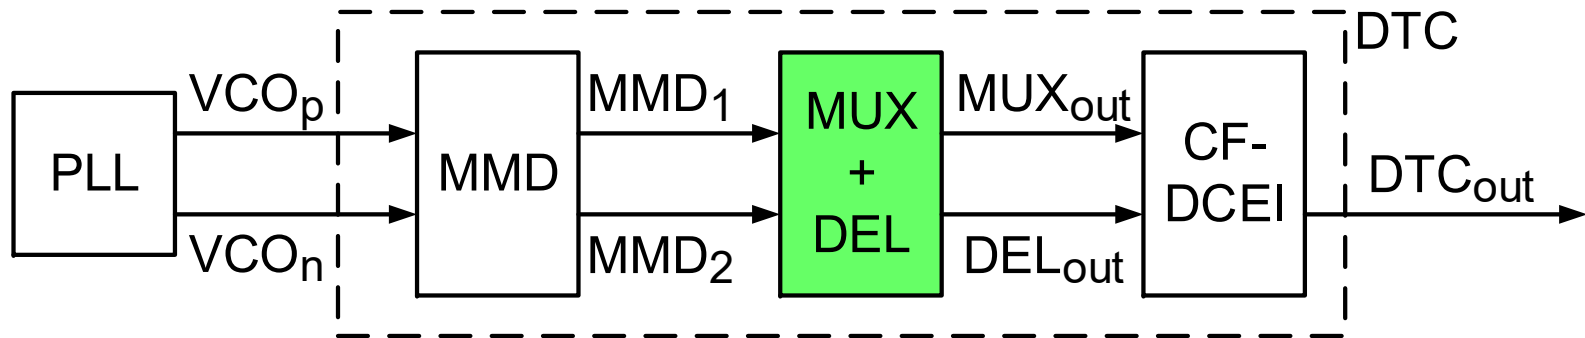 DTC
PLL
VCOp
VCOn
MMD
MMD1
MMD2
MUX
+
DEL
MUXout
DELout
CF-
DCEI
DTCout